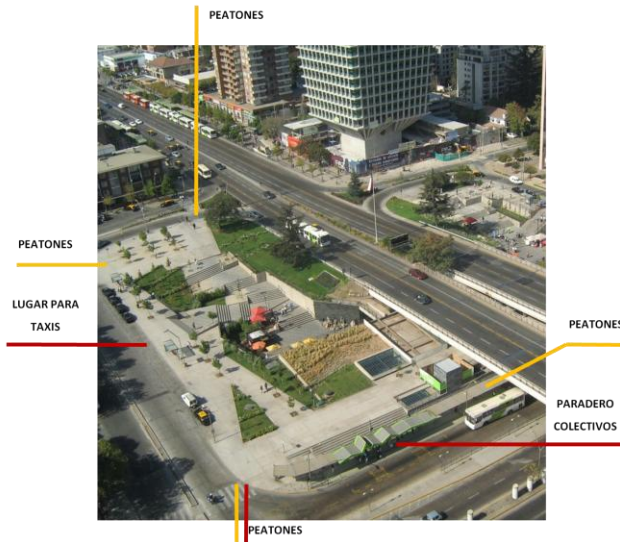 PEATONES
PEATONES
LUGAR PARA
TAXIS
PEATONES
PARADERO
COLECTIVOS
PEATONES